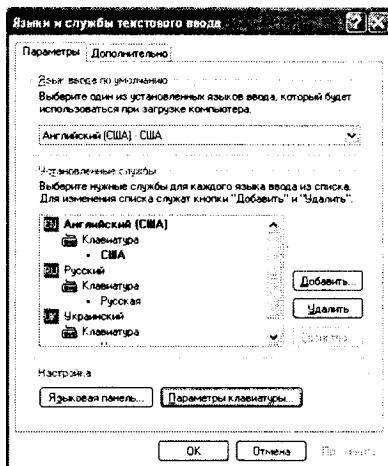 Языки и службы текстового ввода
Параметры Дополнительно
Язык ввода по умолчанию
Выберите один из установленных языков ввода, который будет
использоваться при загрузке компьютера.
Английский (США) - США
Установленные службы
Выберите нужные службы для каждого языка ввода из списка.
Для изменения списка служат кнопки "Добавить" и "Удалить".
EN Английский (США)
Клавиатура
• США
RU Русский
Клавиатура
• Русская
Украинский
Клавиатура
Добавить...
Удалить
Свойства
Настройка
Языковая панель... Параметры клавиатуры...
OK Отмена Применить